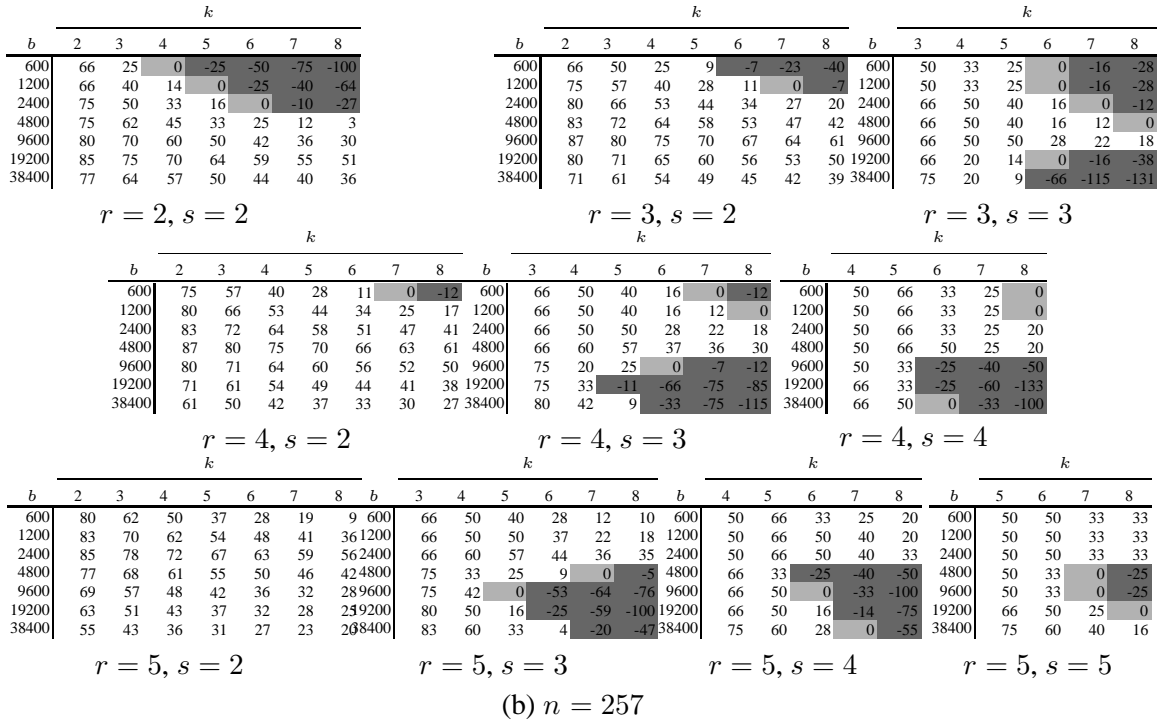 k k k
b 2 3 4 5 6 7 8 b 2 3 4 5 6 7 8 b 3 4 5 6 7 8
600 66 25 0 -25 -50 -75 -100 600 66 50 25 9 -7 -23 -40 600 50 33 25 0 -16 -28
1200 66 40 14 0 -25 -40 -64 1200 75 57 40 28 11 0 -7 1200 50 33 25 0 -16 -28
2400 75 50 33 16 0 -10 -27 2400 80 66 53 44 34 27 20 2400 66 50 40 16 0 -12
4800 75 62 45 33 25 12 3 4800 83 72 64 58 53 47 42 4800 66 50 40 16 12 0
9600 80 70 60 50 42 36 30 9600 87 80 75 70 67 64 61 9600 66 50 50 28 22 18
19200 85 75 70 64 59 55 51 19200 80 71 65 60 56 53 50 19200 66 20 14 0 -16 -38
38400 77 64 57 50 44 40 36 38400 71 61 54 49 45 42 39 38400 75 20 9 -66 -115 -131
r = 2, s = 2 r = 3, s = 2 r = 3, s = 3
k k k
b 2 3 4 5 6 7 8 b 3 4 5 6 7 8 b 4 5 6 7 8
600 75 57 40 28 11 0 -12 600 66 50 40 16 0 -12 600 50 66 33 25 0
1200 80 66 53 44 34 25 17 1200 66 50 40 16 12 0 1200 50 66 33 25 0
2400 83 72 64 58 51 47 41 2400 66 50 50 28 22 18 2400 50 66 33 25 20
4800 87 80 75 70 66 63 61 4800 66 60 57 37 36 30 4800 50 66 50 25 20
9600 80 71 64 60 56 52 50 9600 75 20 25 0 -7 -12 9600 50 33 -25 -40 -50
19200 71 61 54 49 44 41 38 19200 75 33 -11 -66 -75 -85 19200 66 33 -25 -60 -133
38400 61 50 42 37 33 30 27 38400 80 42 9 -33 -75 -115 38400 66 50 0 -33 -100
r = 4, s = 2 r = 4, s = 3 r = 4, s = 4
k k k k
b 2 3 4 5 6 7 8 b 3 4 5 6 7 8 b 4 5 6 7 8 b 5 6 7 8
600 80 62 50 37 28 19 9 600 66 50 40 28 12 10 600 50 66 33 25 20 600 50 50 33 33
1200 83 70 62 54 48 41 36 1200 66 50 50 37 22 18 1200 50 66 50 40 20 1200 50 50 33 33
2400 85 78 72 67 63 59 56 2400 66 60 57 44 36 35 2400 50 66 50 40 33 2400 50 50 33 33
4800 77 68 61 55 50 46 42 4800 75 33 25 9 0 -5 4800 66 33 -25 -40 -50 4800 50 33 0 -25
9600 69 57 48 42 36 32 28 9600 75 42 0 -53 -64 -76 9600 66 50 0 -33 -100 9600 50 33 0 -25
19200 63 51 43 37 32 28 25 19200 80 50 16 -25 -59 -100 19200 66 50 16 -14 -75 19200 66 50 25 0
38400 55 43 36 31 27 23 20 38400 83 60 33 4 -20 -47 38400 75 60 28 0 -55 38400 75 60 40 16
r = 5, s = 2 r = 5, s = 3 r = 5, s = 4 r = 5, s = 5
(b) n = 257